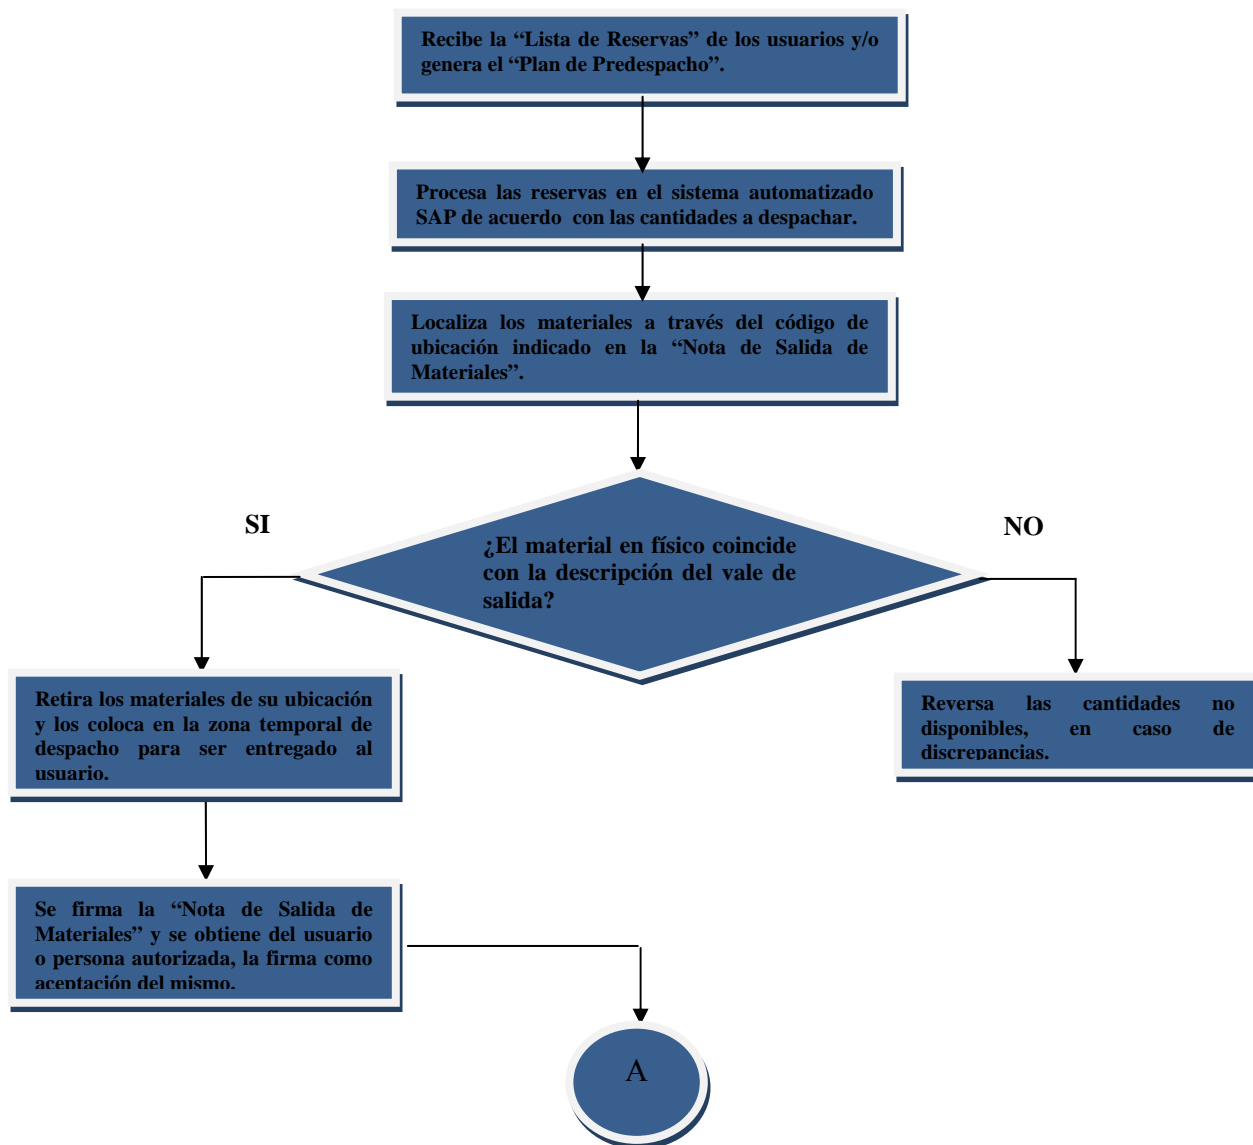 Recibe la “Lista de Reservas” de los usuarios y/o
genera el “Plan de Predespacho”.
Procesa las reservas en el sistema automatizado
SAP de acuerdo con las cantidades a despachar.
Localiza los materiales a través del código de
ubicación indicado en la “Nota de Salida de
Materiales”.
SI
NO
¿El material en físico coincide
con la descripción del vale de
salida?
Retira los materiales de su ubicación
y los coloca en la zona temporal de
despacho para ser entregado al
usuario.
Reversa las cantidades no
disponibles, en caso de
discrepancias.
Se firma la “Nota de Salida de
Materiales” y se obtiene del usuario
o persona autorizada, la firma como
aceptación del mismo.
A